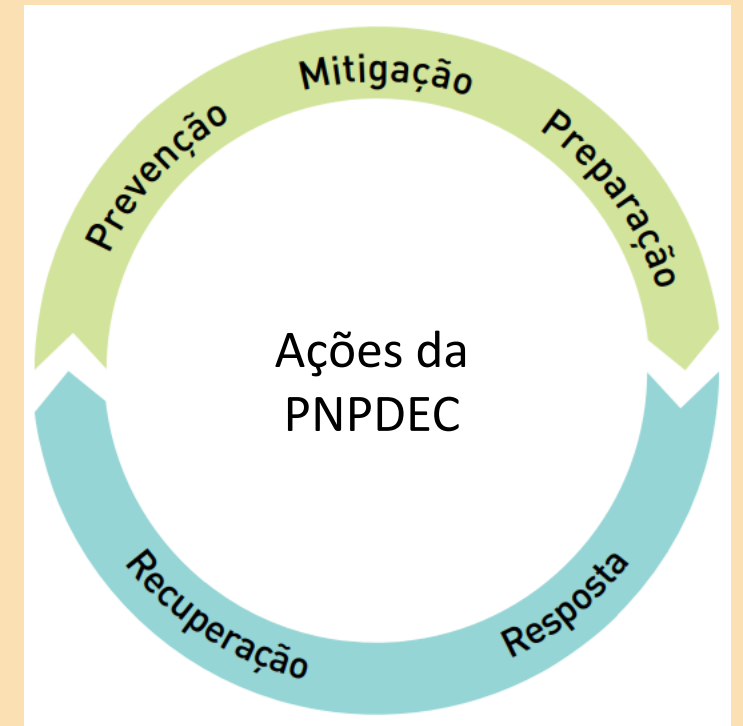 Prevenção
Mitigação
Preparação
Ações da
PNPDEC
Recuperação
Resposta